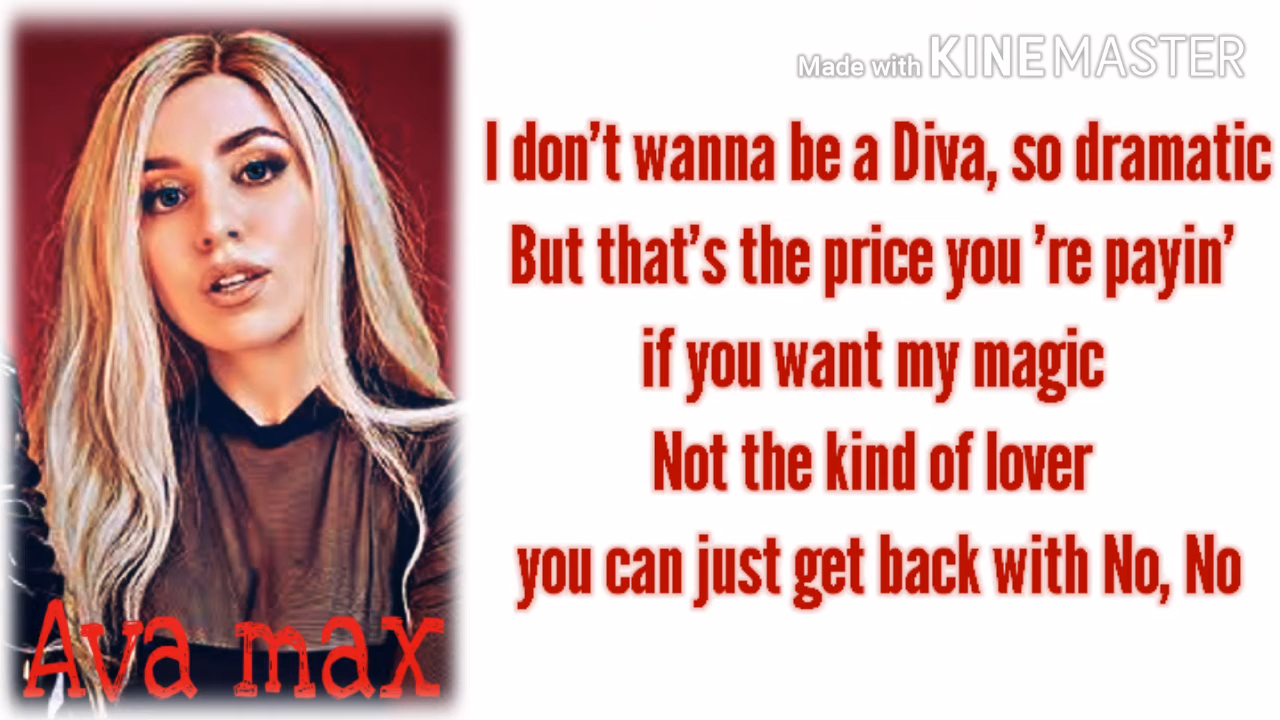 Made with KINEMASTER
I don't wanna be a Diva, so dramatic
But that's the price you 're payin'
if you want my magic
Not the kind of lover
you can just get back with No, No
Ava max